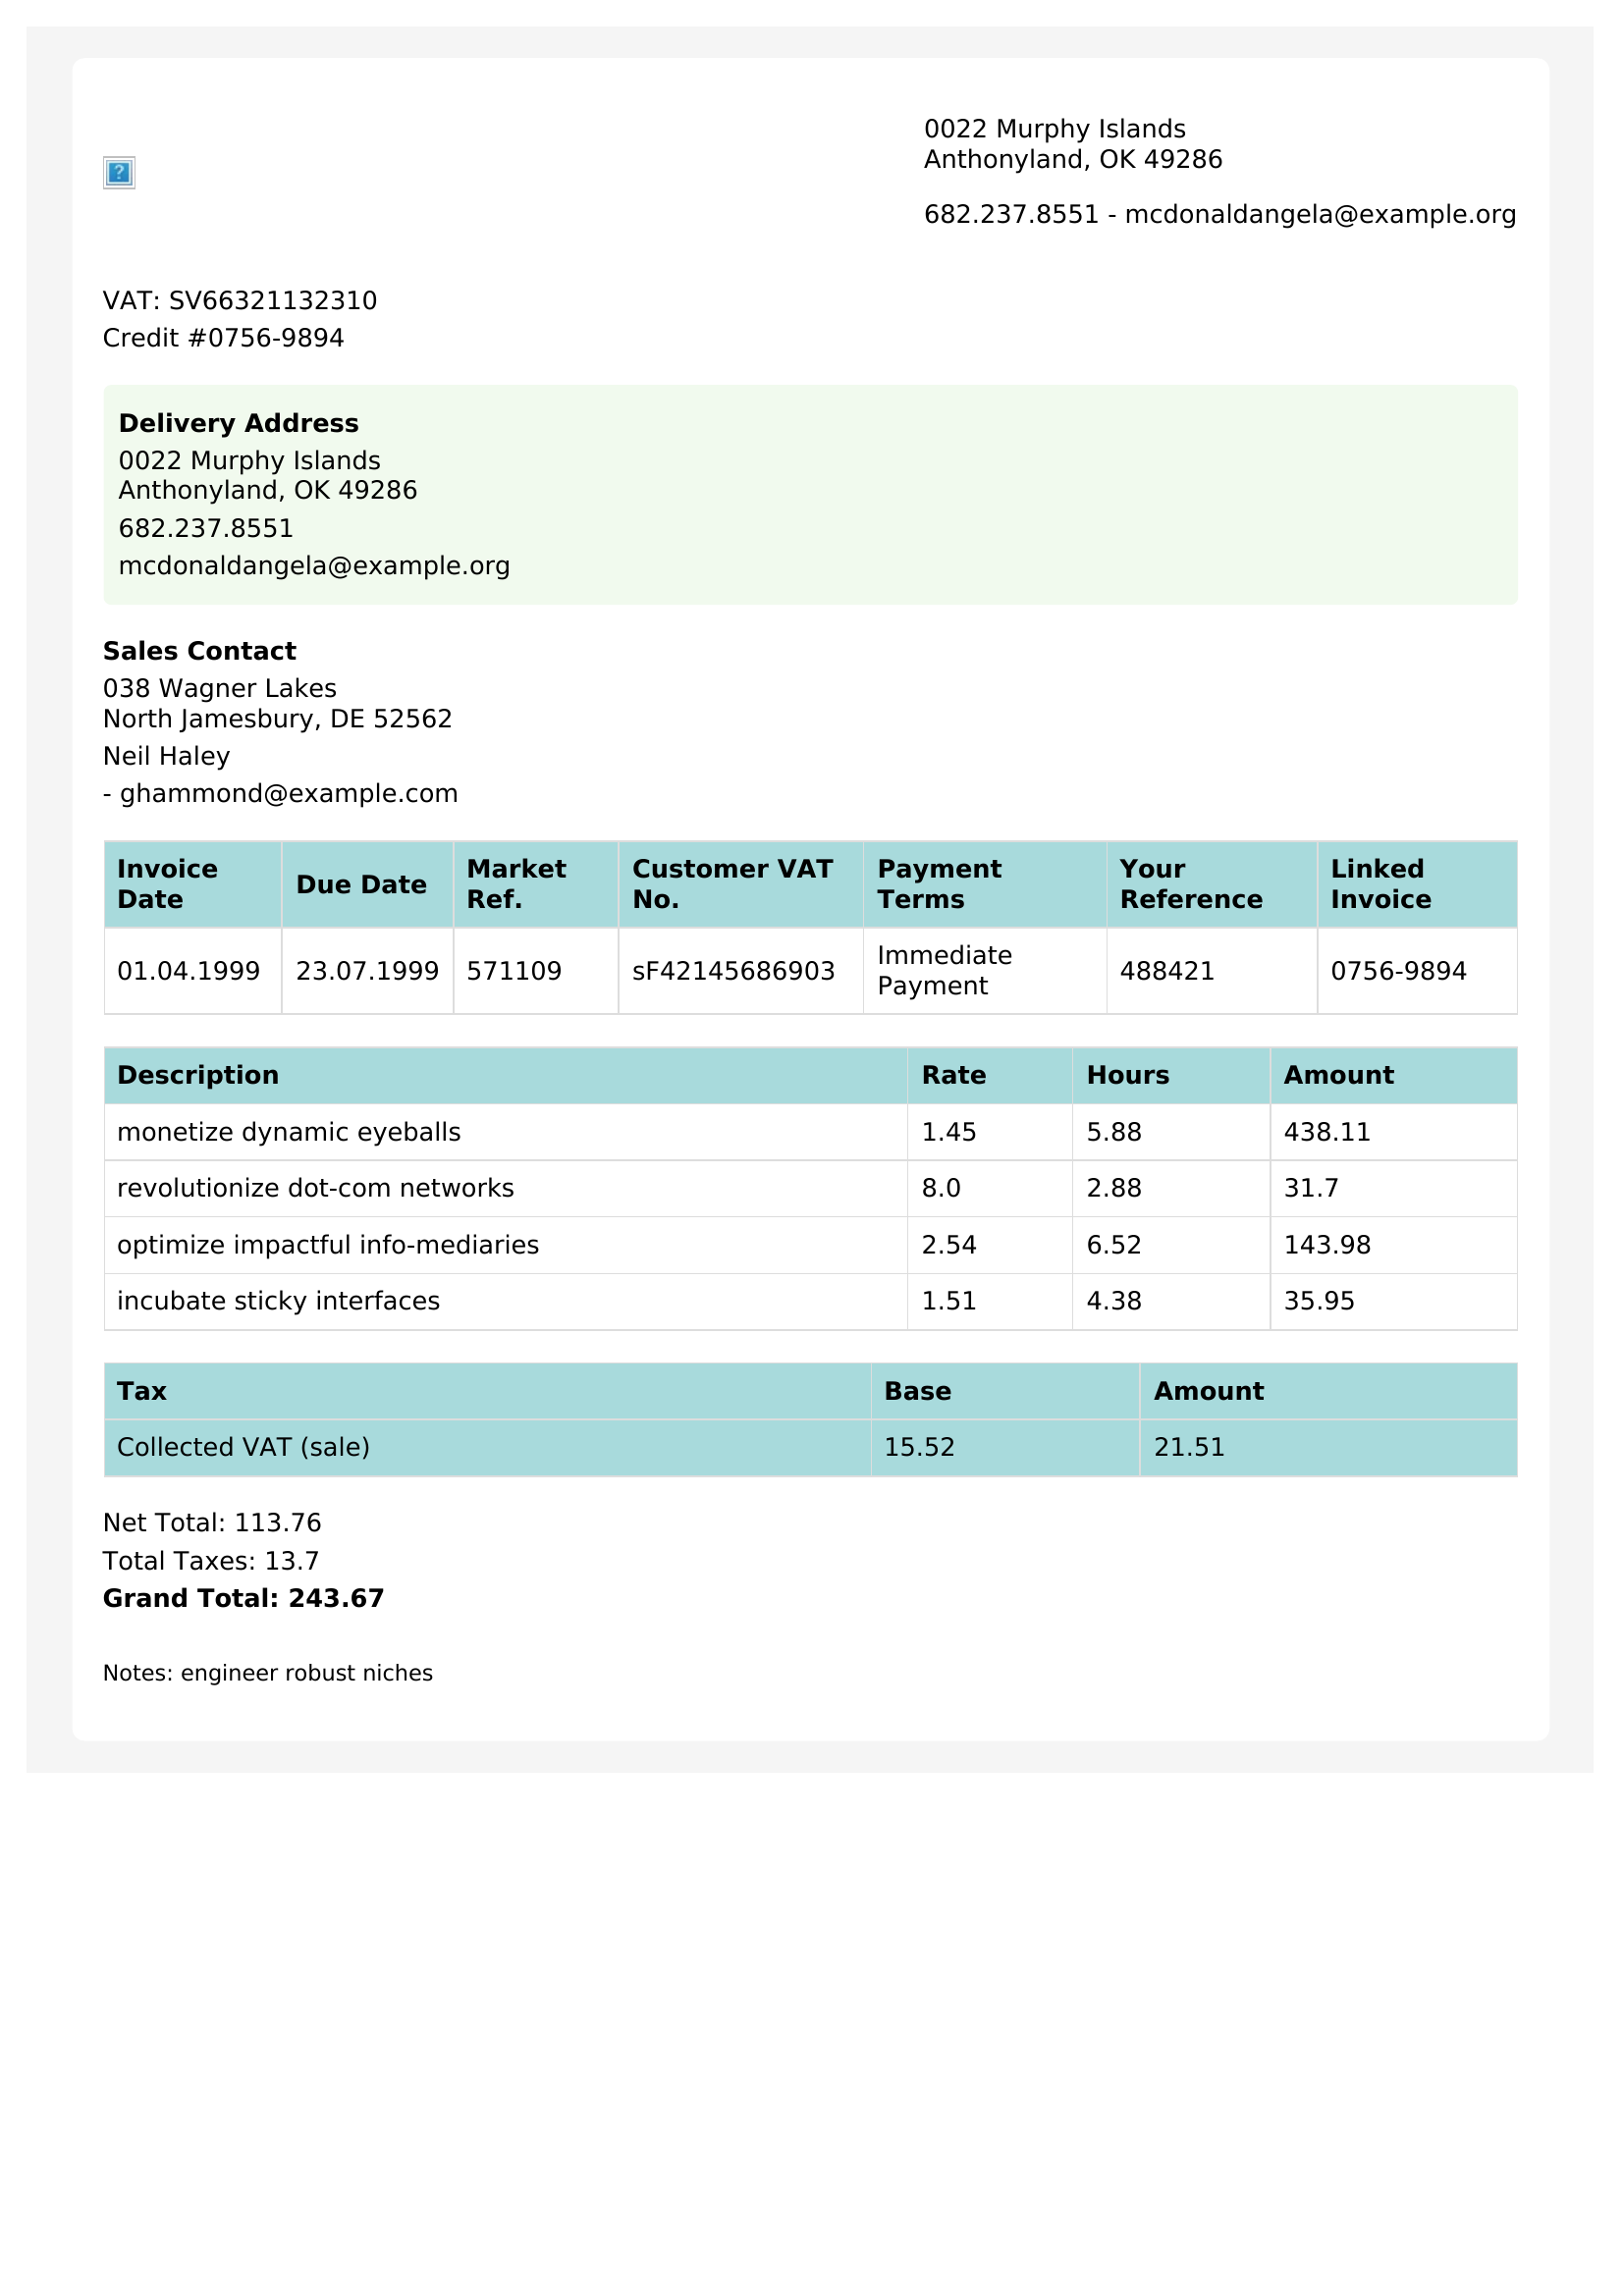 0022 Murphy Islands
Anthonyland, OK 49286
682.237.8551 - mcdonaldangela@example.org
VAT: SV66321132310
Credit #0756-9894
Delivery Address
0022 Murphy Islands
Anthonyland, OK 49286
682.237.8551
mcdonaldangela@example.org
Sales Contact
038 Wagner Lakes
North Jamesbury, DE 52562
Neil Haley
- ghammond@example.com
Invoice Date Due Date Market Ref. Customer VAT No. Payment Terms Your Reference Linked Invoice
01.04.1999 23.07.1999 571109 sF42145686903 Immediate Payment 488421 0756-9894
Description Rate Hours Amount
monetize dynamic eyeballs 1.45 5.88 438.11
revolutionize dot-com networks 8.0 2.88 31.7
optimize impactful info-mediaries 2.54 6.52 143.98
incubate sticky interfaces 1.51 4.38 35.95
Tax Base Amount
Collected VAT (sale) 15.52 21.51
Net Total: 113.76
Total Taxes: 13.7
Grand Total: 243.67
Notes: engineer robust niches